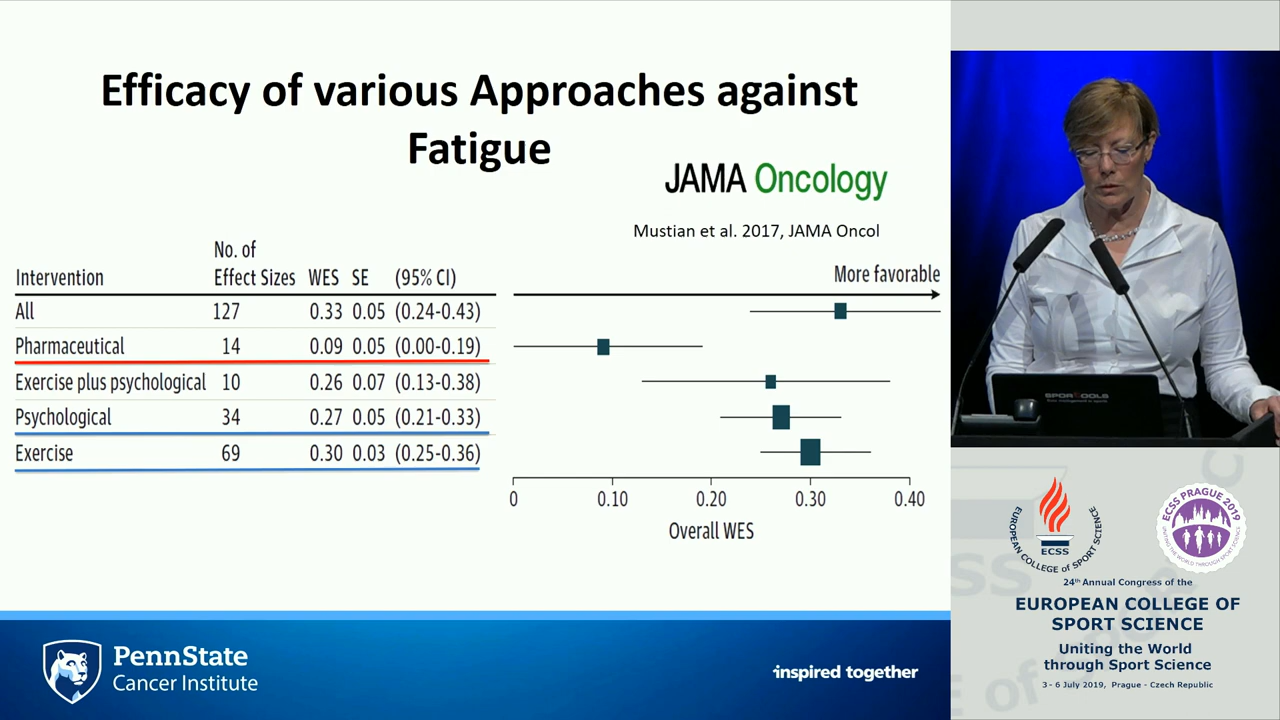 Efficacy of various Approaches against
Fatigue
JAMA Oncology
Mustian et al. 2017, JAMA Oncol
No. of
Intervention Effect Sizes WES SE (95% CI) More favorable
All 127 0.33 0.05 (0.24-0.43)
Pharmaceutical 14 0.09 0.05 (0.00-0.19)
Exercise plus psychological 10 0.26 0.07 (0.13-0.38)
Psychological 34 0.27 0.05 (0.21-0.33)
Exercise 69 0.30 0.03 (0.25-0.36)
0 0.10 0.20 0.30 0.40
Overall WES
PennState
Cancer Institute
inspired together
EUROPEAN COLLEGE of SPORT SCIENCE
ECSS
ECSS PRAGUE 2019
UNITING THE WORLD THROUGH SPORT SCIENCE
24th Annual Congress of the
EUROPEAN COLLEGE OF
SPORT SCIENCE
Uniting the World
through Sport Science
3 - 6 July 2019, Prague - Czech Republic